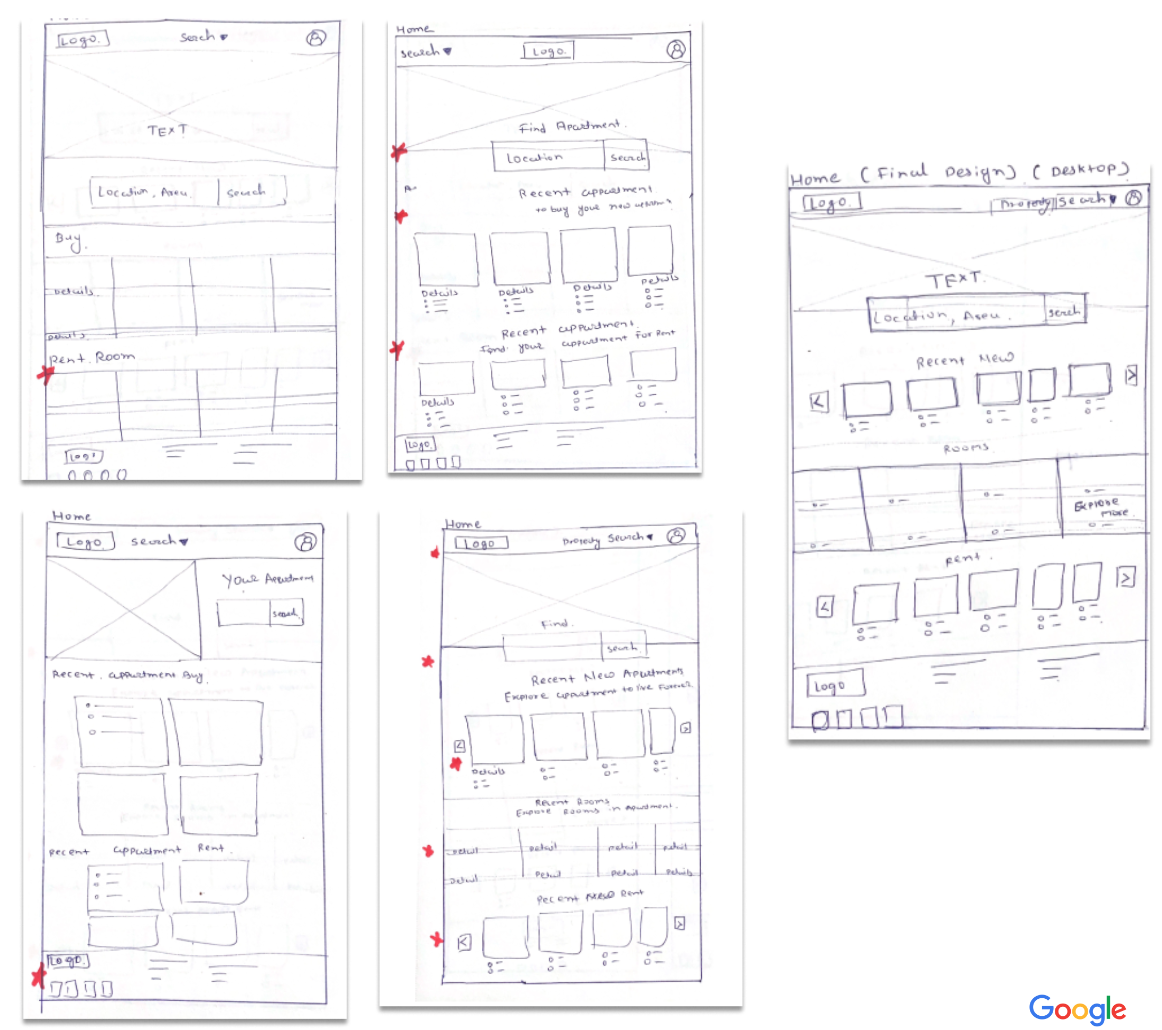 Logo.
Serch ▾
TEXT
Location, Area
Search
Buy.
Details.
Details.
Rent. Room
Logo
Home
Search ▾
Logo.
Find Apartment.
Location
Search
Recent appartment
to buy your new
Recent appartment.
Find your appartment for Rent
Details
Details
Details
Details
Details
Logo.
Home
Logo
Search ▾
Your Apartment
Search
Recent. appartment Buy.
Recent appartment Rent.
Logo
Home
Logo
Property Search ▾
Find.
Search
Recent New Apartments
Explore appartment to live Forever
<
>
Details
Recent Rooms
Explore Rooms in Apartment.
Detail
Detail
Detail
Detail
Detail
Detail
Detail
Details
Recent Rent
<
>
Home (Final Design) (Desktop)
Logo.
Property Search ▾
TEXT.
Location, Area.
Search
Recent New
<
>
Rooms
Explore
more.
Rent.
<
>
Logo
Google